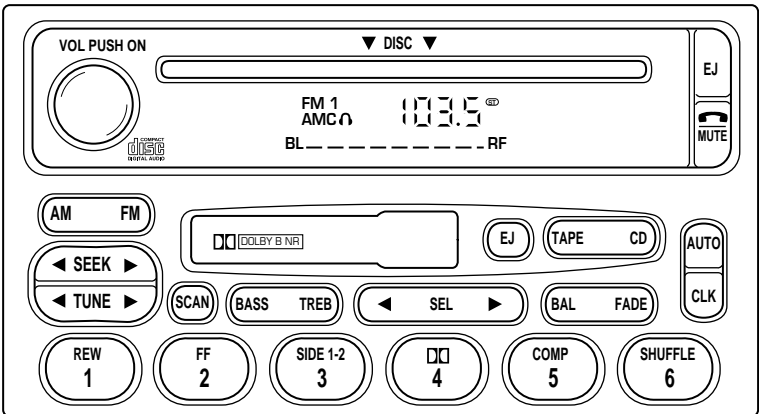 VOL PUSH ON ▼ DISC ▼
EJ
FM 1 103.5 ST
AMC
MUTE
COMPACT
disc
DIGITAL AUDIO
BL RF
AM FM
DOLBY B NR
EJ
TAPE CD
AUTO
◄ SEEK ►
◄ TUNE ►
SCAN
BASS TREB
◄ SEL ►
BAL FADE
CLK
REW
1
FF
2
SIDE 1-2
3
4
COMP
5
SHUFFLE
6